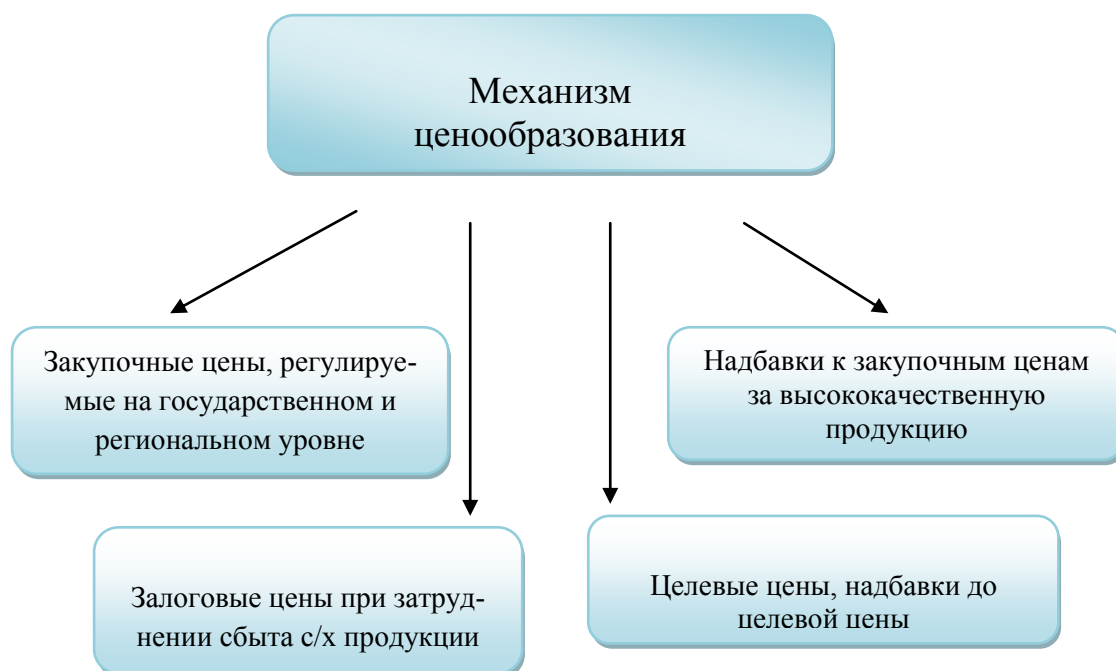 Механизм
ценообразования
Закупочные цены, регулируе-
мые на государственном и
региональном уровне
Надбавки к закупочным ценам
за высококачественную
продукцию
Залоговые цены при затруд-
нении сбыта с/х продукции
Целевые цены, надбавки до
целевой цены